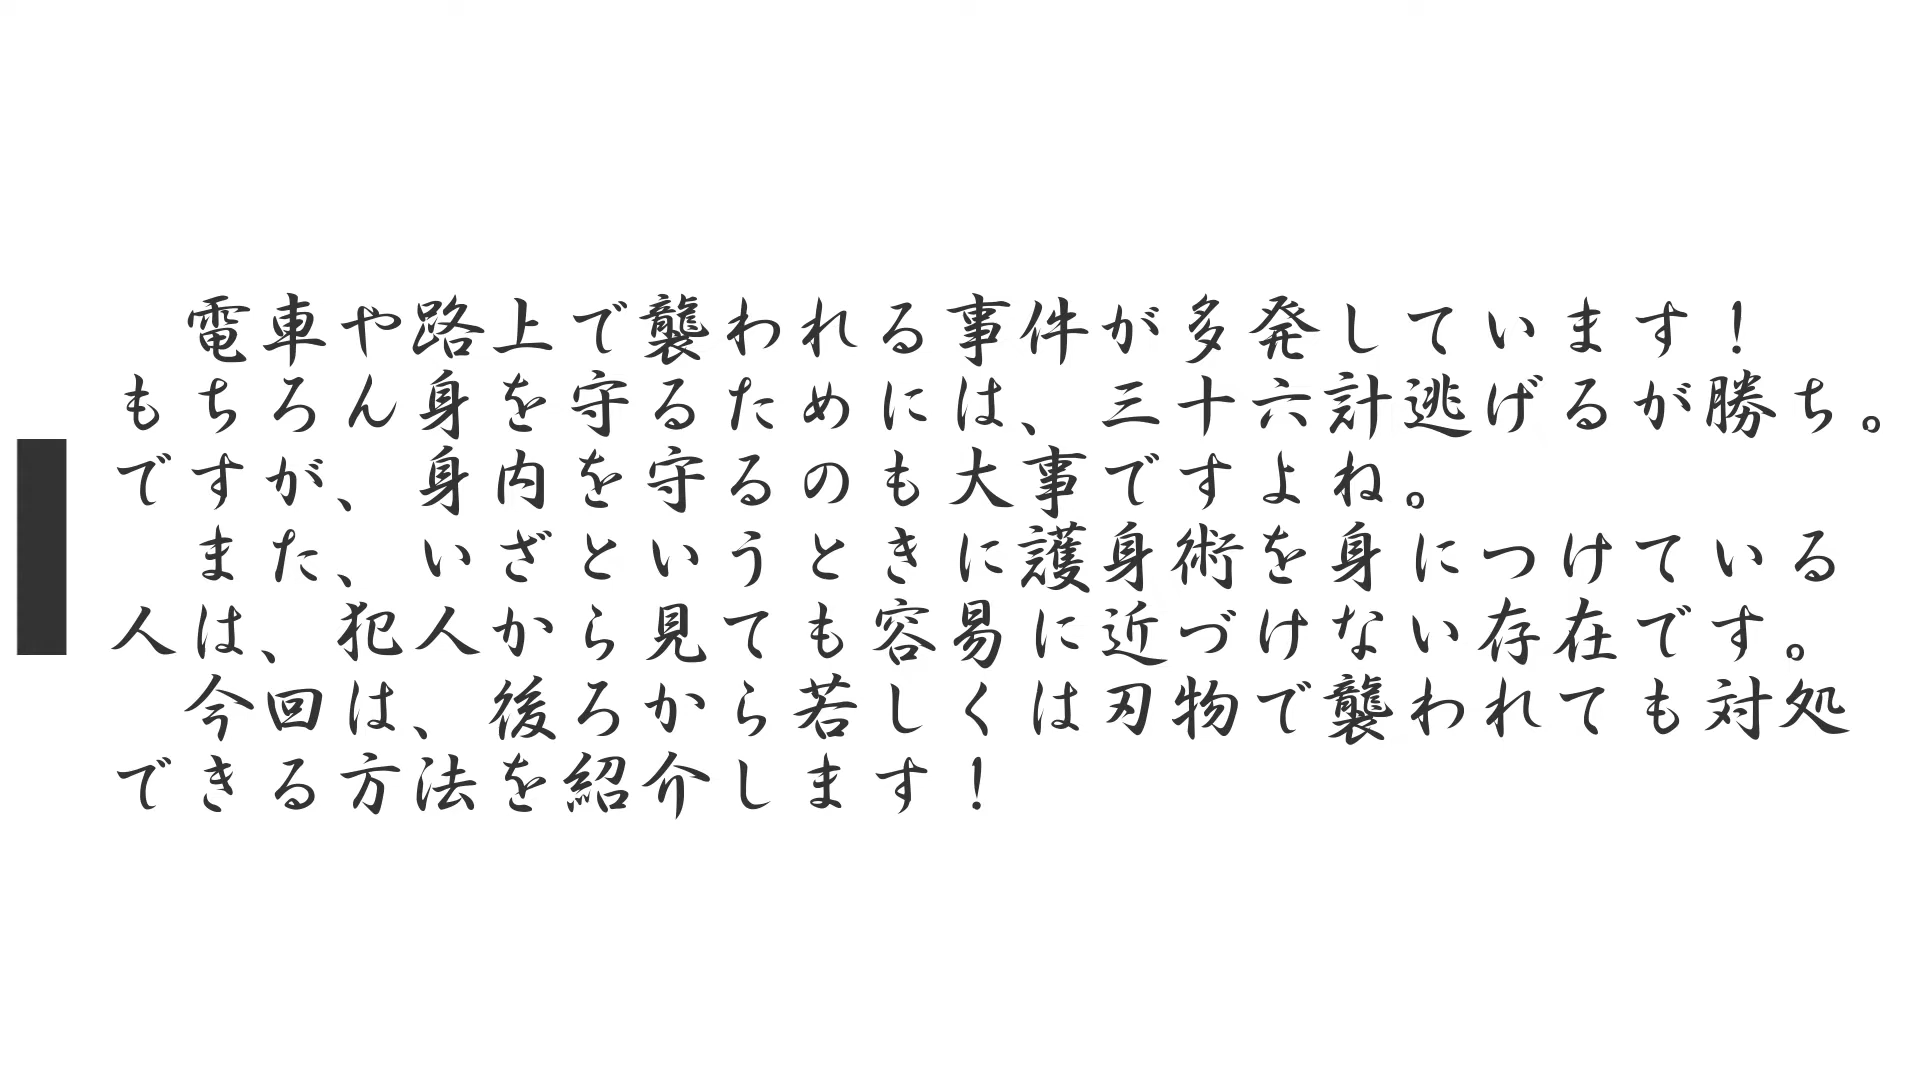 電車や路上で襲われる事件が多発しています！
もちろん身を守るためには、三十六計逃げるが勝ち。
ですが、身内を守るのも大事ですよね。
　また、いざというときに護身術を身につけている
人は、犯人から見ても容易に近づけない存在です。
　今回は、後ろから若しくは刃物で襲われても対処
できる方法を紹介します！